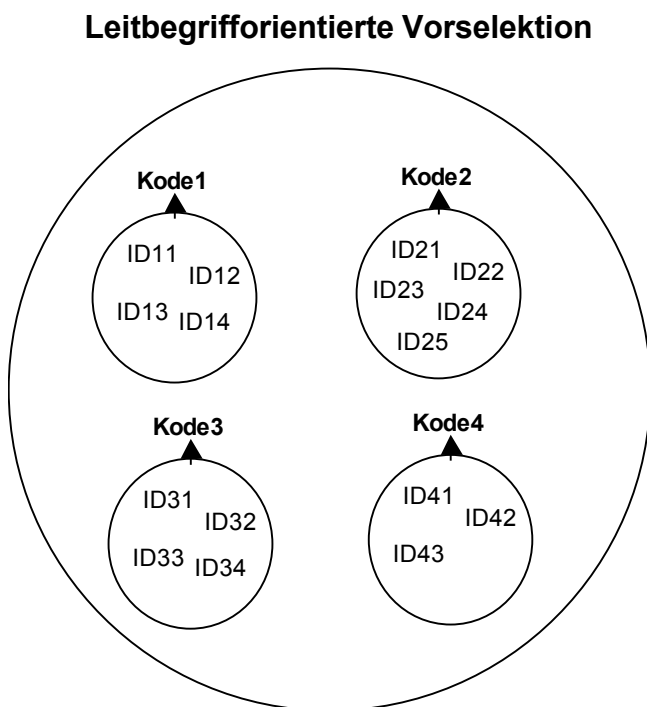 Leitbegrifforientierte Vorselektion
Kode1
ID11
ID12
ID13
ID14
Kode2
ID21
ID22
ID23
ID24
ID25
Kode3
ID31
ID32
ID33
ID34
Kode4
ID41
ID42
ID43